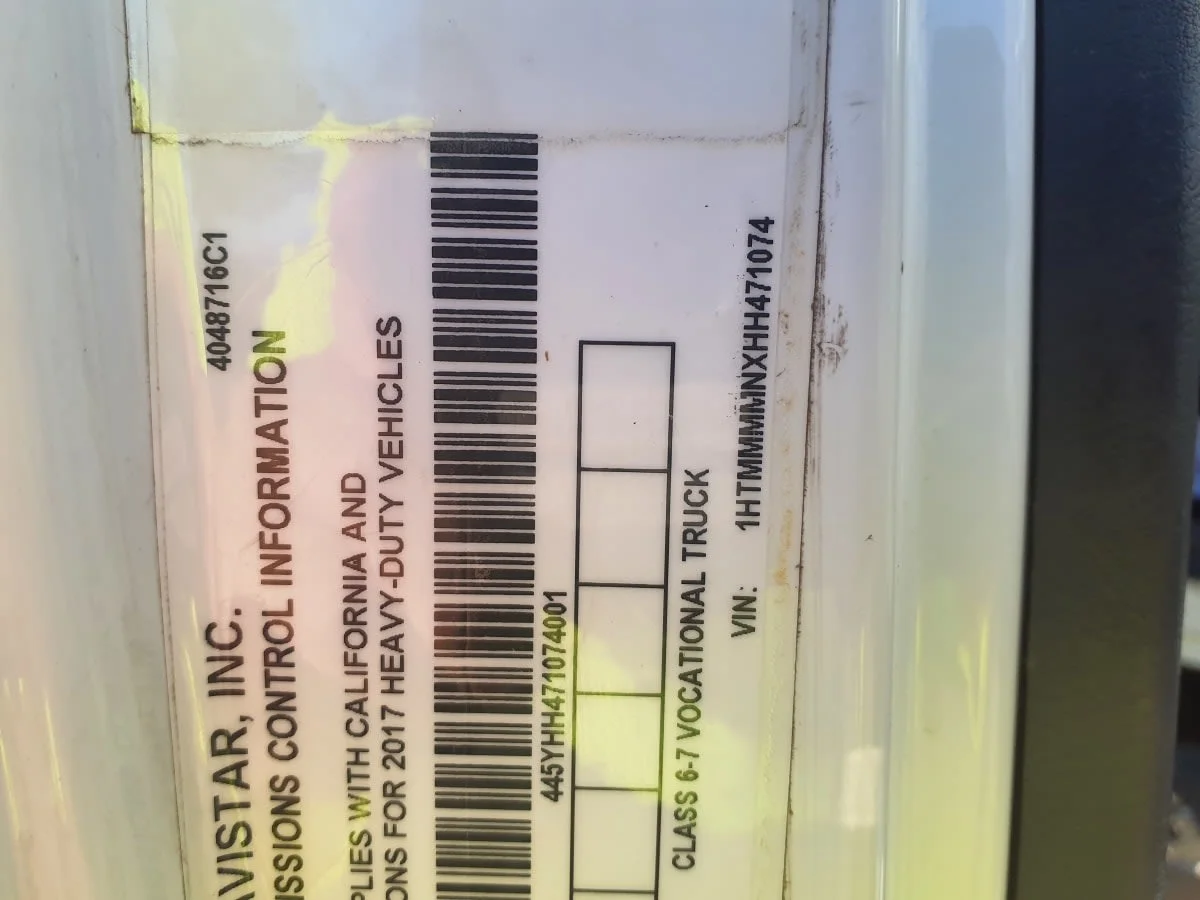 4048716C1
AVISTAR, INC.
ISSIONS CONTROL INFORMATION
PLIES WITH CALIFORNIA AND
ONS FOR 2017 HEAVY-DUTY VEHICLES
445YHH471074001
CLASS 6-7 VOCATIONAL TRUCK
VIN: 1HTMMMNXHH471074